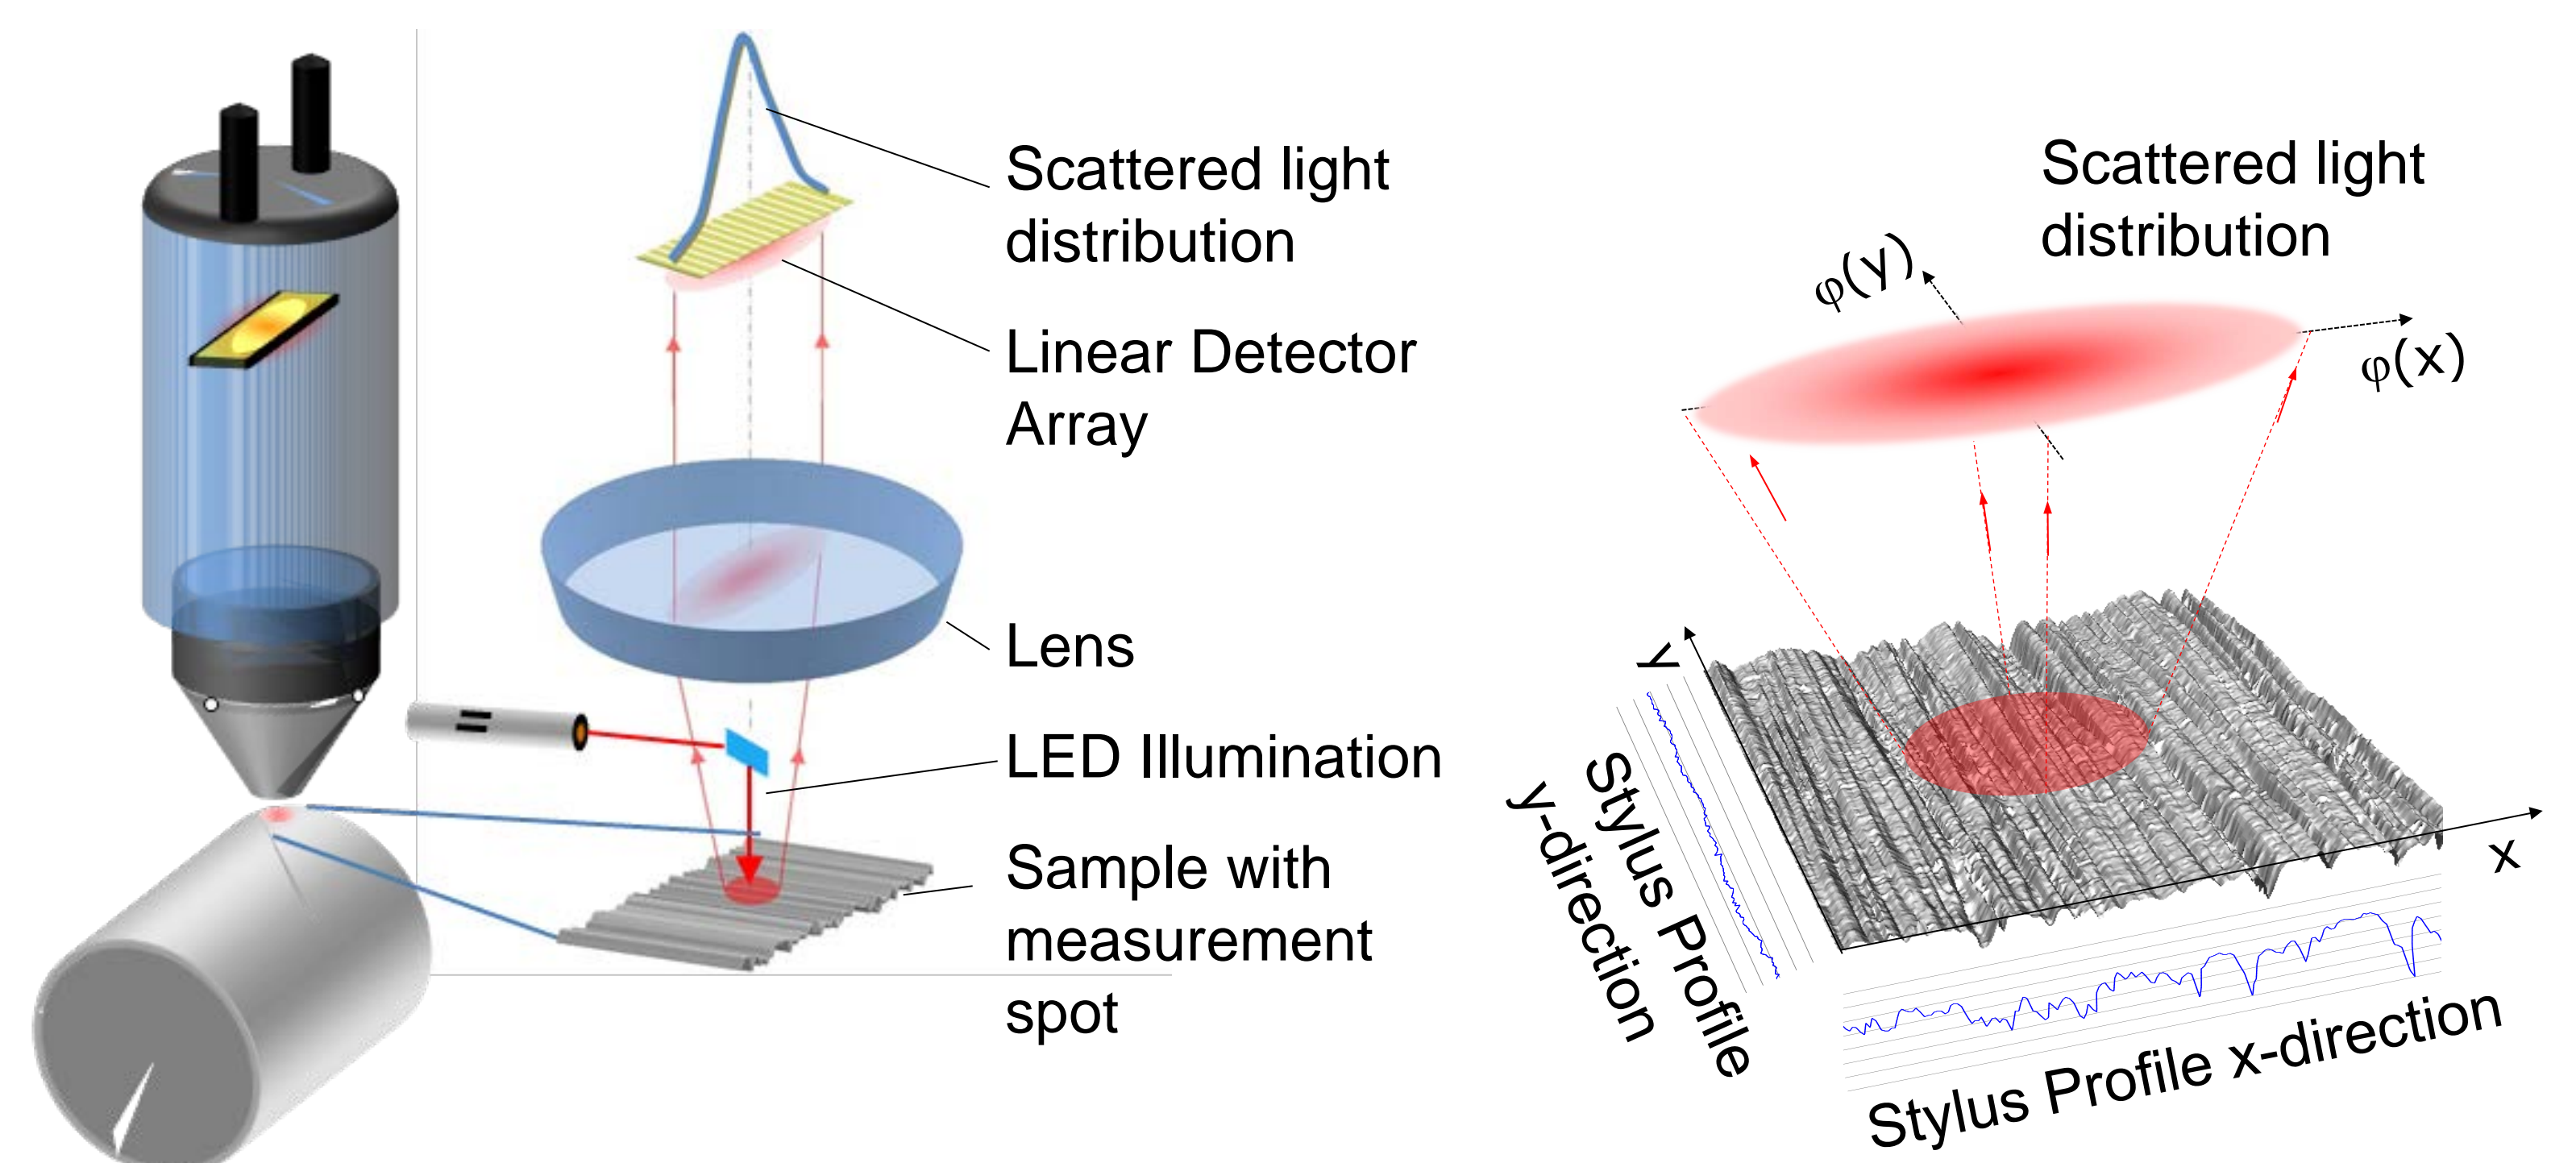 Scattered light
distribution
Linear Detector
Array
Lens
LED Illumination
Sample with
measurement
spot
Scattered light
distribution
φ(y)
φ(x)
y
x
Stylus Profile
y-direction
Stylus Profile x-direction